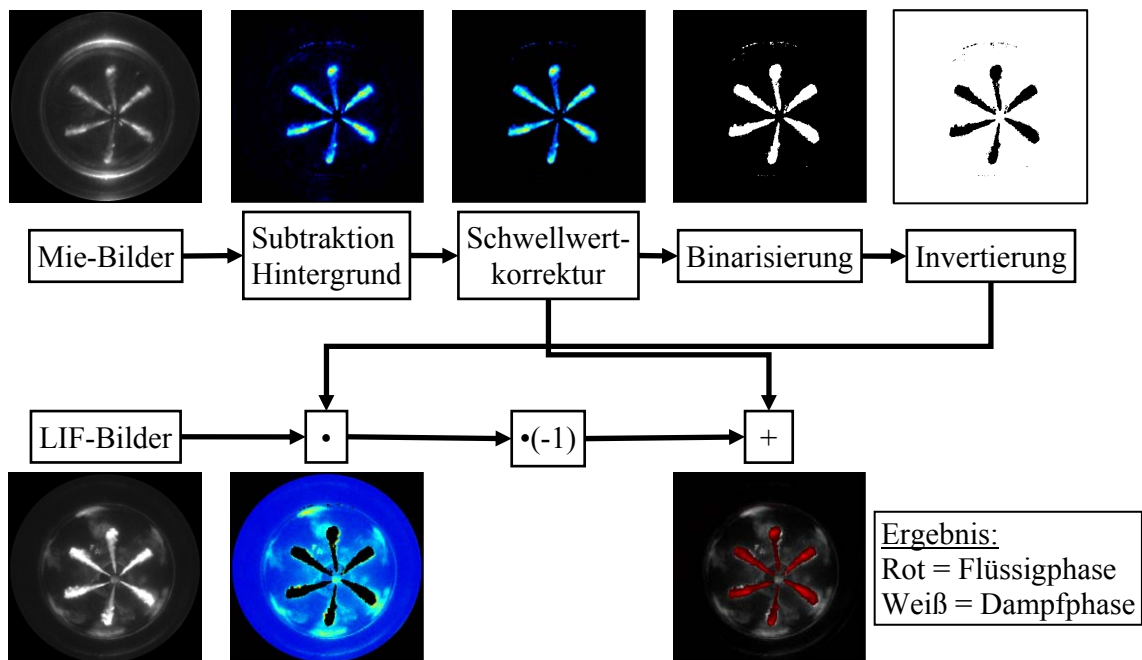 Mie-Bilder
Subtraktion
Hintergrund
Schwellwert-
korrektur
Binarisierung
Invertierung
LIF-Bilder
•
•(-1)
+
Ergebnis:
Rot = Flüssigphase
Weiß = Dampfphase